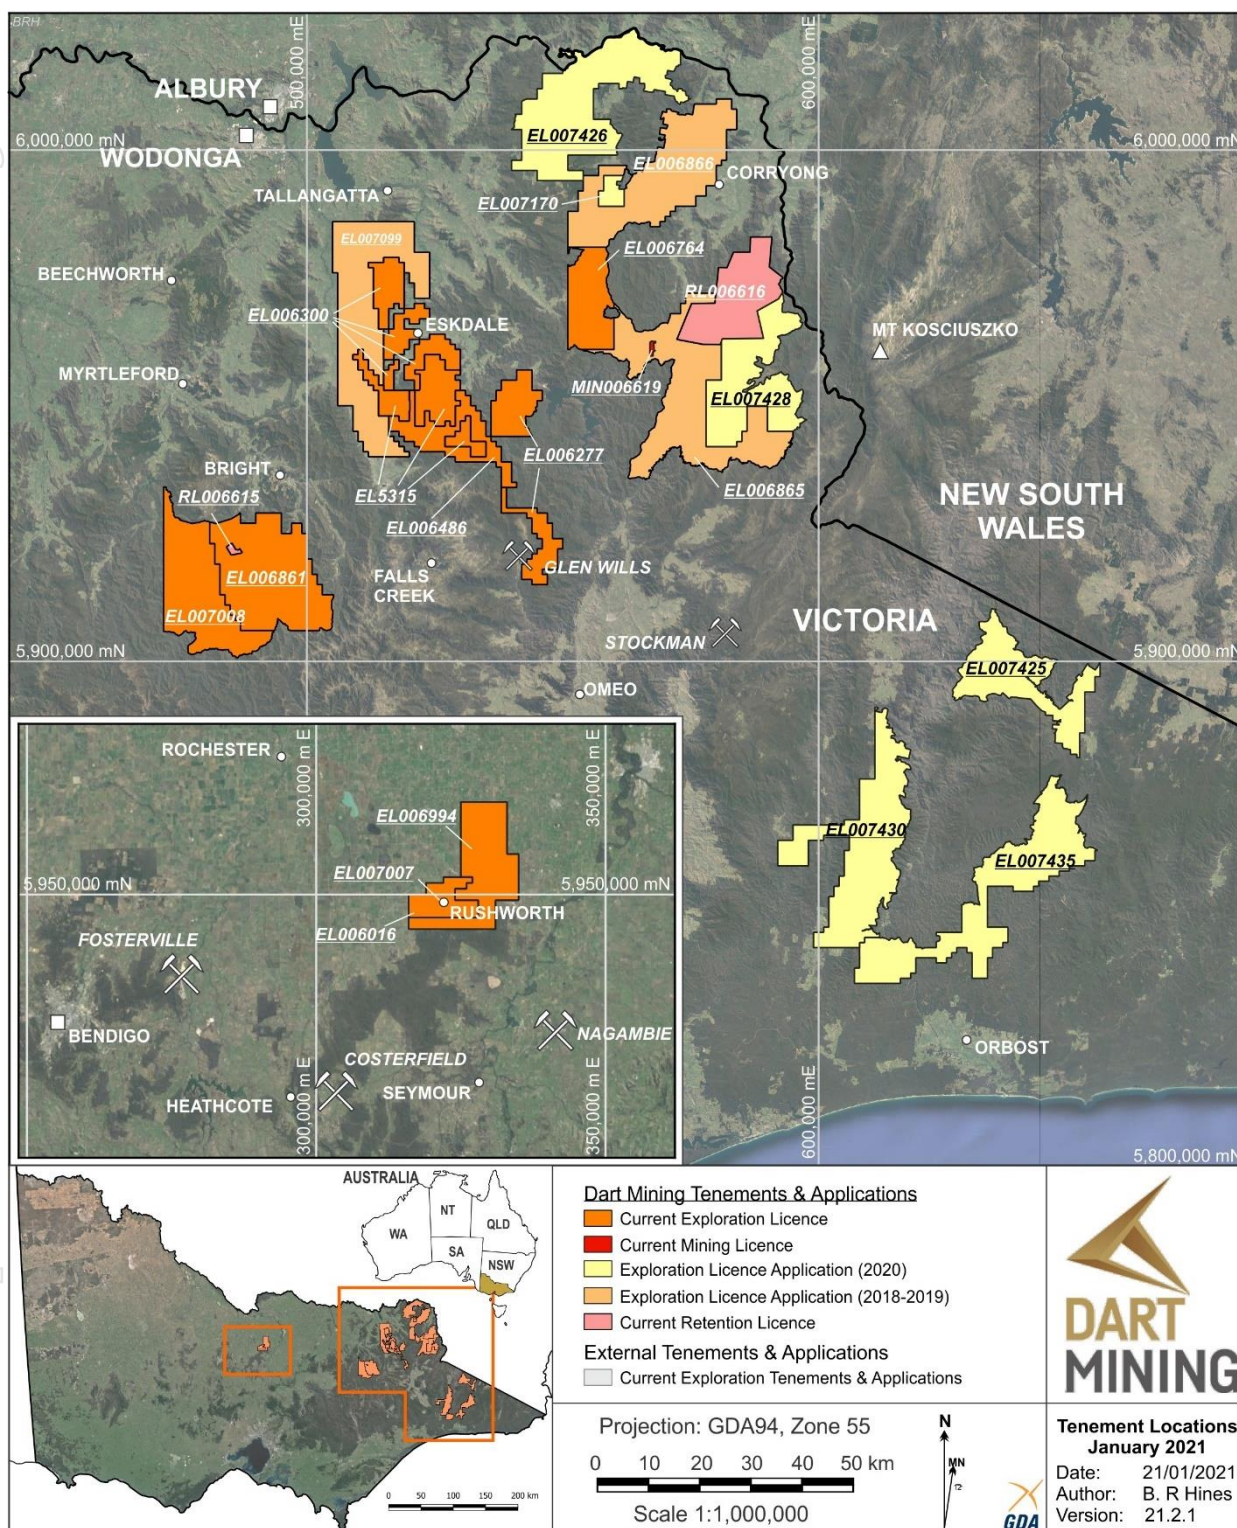 BRH
500,000 mE
600,000 mE
ALBURY
6,000,000 mN
6,000,000 mN
WODONGA
EL007426
EL006866
CORRYONG
TALLANGATTA
EL007170
EL007099
EL006764
BEECHWORTH
RL006616
EL006300
ESKDALE
MT KOSCIUSZKO
MYRTLEFORD
MIN006619
EL007428
EL006277
BRIGHT
RL006615
EL5315
EL006865
NEW SOUTH
WALES
EL006486
EL006861
FALLS
CREEK
GLEN WILLS
EL007008
VICTORIA
STOCKMAN
5,900,000 mN
5,900,000 mN
EL007425
OMEO
ROCHESTER
300,000 m E
350,000 m E
EL006994
EL007430
EL007435
EL007007
5,950,000 mN
5,950,000 mN
RUSHWORTH
EL006016
FOSTERVILLE
BENDIGO
NAGAMBIE
COSTERFIELD
SEYMOUR
HEATHCOTE
300,000 m E
350,000 m E
ORBOST
600,000 mE
5,800,000 mN
AUSTRALIA
NT
QLD
WA
SA
NSW
0 50 100 150 200 km
Dart Mining Tenements & Applications
Current Exploration Licence
Current Mining Licence
Exploration Licence Application (2020)
Exploration Licence Application (2018-2019)
Current Retention Licence
External Tenements & Applications
Current Exploration Tenements & Applications
DART
MINING
Projection: GDA94, Zone 55
0 10 20 30 40 50 km
Scale 1:1,000,000
N
MN
12
GDA
Tenement Locations
January 2021
Date: 21/01/2021
Author: B. R Hines
Version: 21.2.1